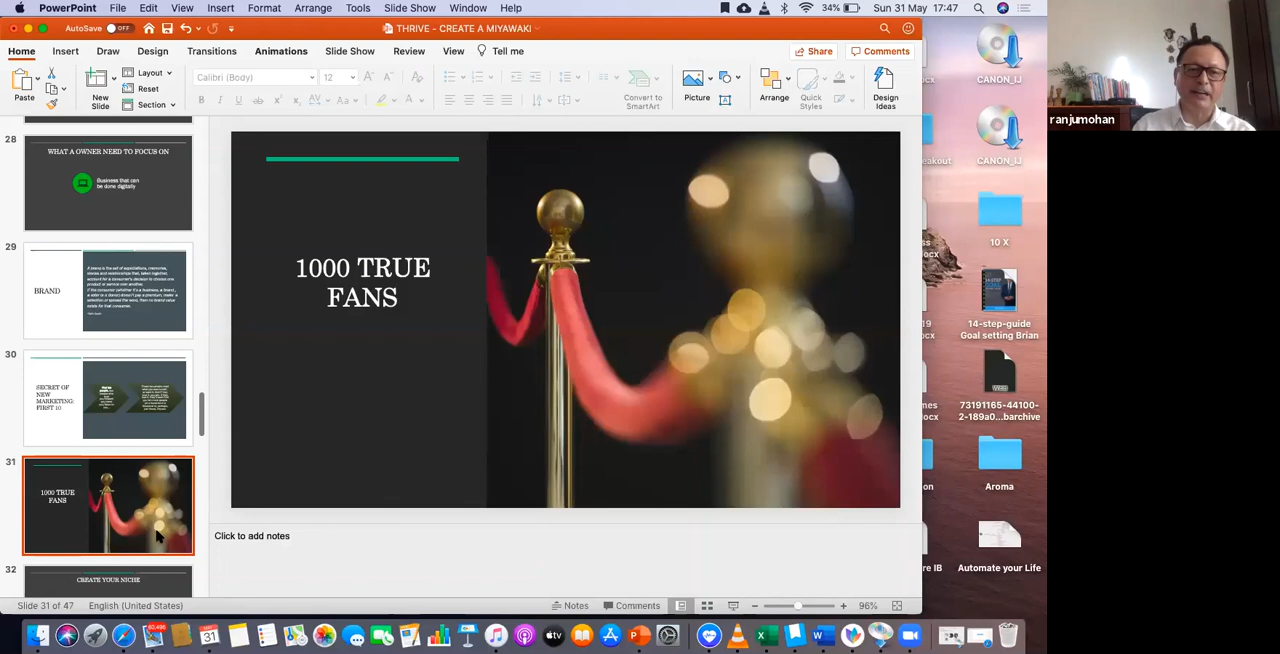 PowerPoint File Edit View Insert Format Arrange Tools Slide Show Window Help 34% Sun 31 May 17:47
AutoSave OFF THRIVE - CREATE A MIYAWAKI
Home Insert Draw Design Transitions Animations Slide Show Review View Tell me Share Comments
Paste
New
Slide
Layout
Reset
Section
Calibri (Body) 12
Convert to
SmartArt
Picture
Arrange
Quick
Styles
Design
Ideas
28
WHAT A OWNER NEED TO FOCUS ON
Business that can
be done digitally
29
BRAND
30
SECRET OF
NEW
MARKETING:
FIRST 10
31
1000 TRUE
FANS
32
CREATE YOUR NICHE
1000 TRUE
FANS
Click to add notes
Slide 31 of 47 English (United States) Notes Comments 96%
CANON_IJ
CANON_IJ
10 X
14-step-guide
Goal setting Brian
73191165-44100-
2-189a0...barchive
Aroma
Automate your Life
ranjumohan
60,496
31
tv